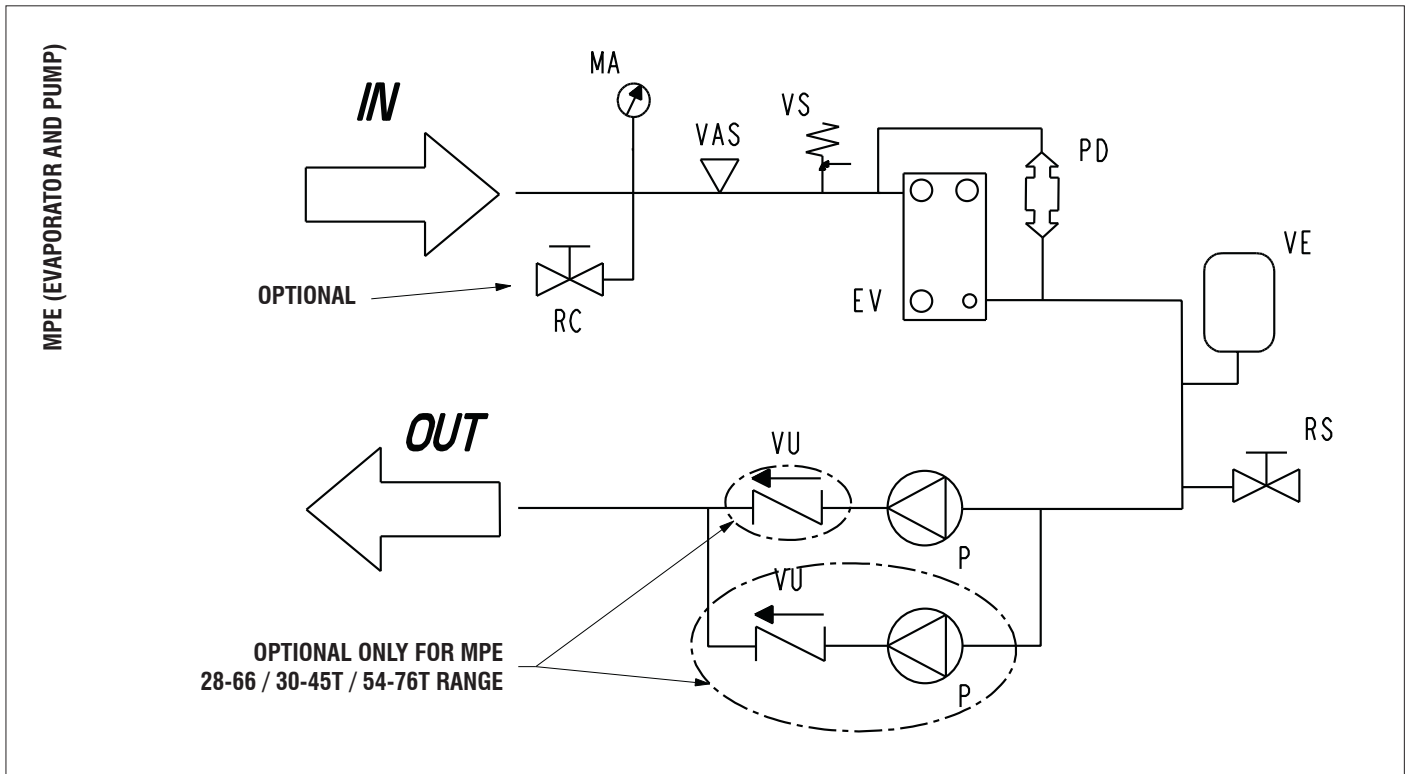 MPE (EVAPORATOR AND PUMP)
IN
MA
VAS
VS
PD
OPTIONAL
RC
EV
VE
OUT
VU
RS
P
VU
OPTIONAL ONLY FOR MPE
28-66 / 30-45T / 54-76T RANGE
P